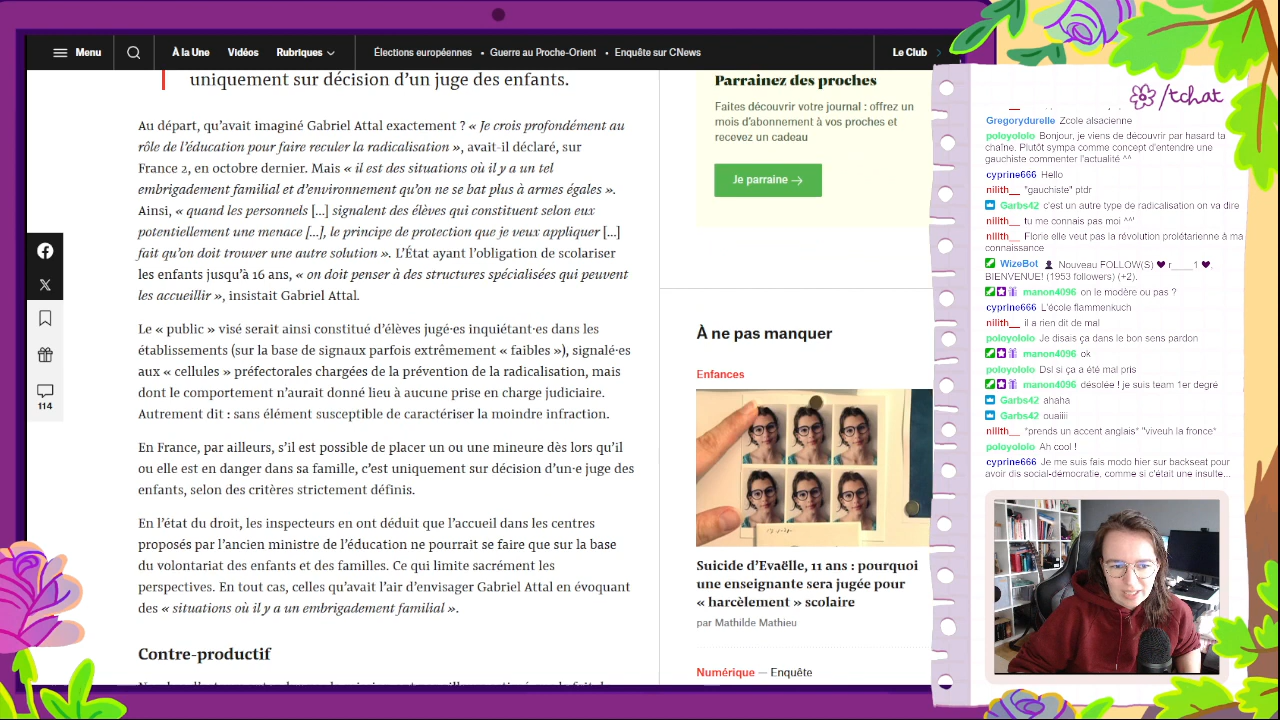 Menu
À la Une
Vidéos
Rubriques
Élections européennes
• Guerre au Proche-Orient
• Enquête sur CNews
Le Club
uniquement sur décision d’un juge des enfants.
Au départ, qu’avait imaginé Gabriel Attal exactement ? « Je crois profondément au
rôle de l’éducation pour faire reculer la radicalisation », avait-il déclaré, sur
France 2, en octobre dernier. Mais « il est des situations où il y a un tel
embrigadement familial et d’environnement qu’on ne se bat plus à armes égales ».
Ainsi, « quand les personnels [...] signalent des élèves qui constituent selon eux
potentiellement une menace [...], le principe de protection que je veux appliquer [...]
fait qu’on doit trouver une autre solution ». L’État ayant l’obligation de scolariser
les enfants jusqu’à 16 ans, « on doit penser à des structures spécialisées qui peuvent
les accueillir », insistait Gabriel Attal.
Le « public » visé serait ainsi constitué d’élèves jugé·es inquiétant·es dans les
établissements (sur la base de signaux parfois extrêmement « faibles »), signalé·es
aux « cellules » préfectorales chargées de la prévention de la radicalisation, mais
dont le comportement n’aurait donné lieu à aucune prise en charge judiciaire.
Autrement dit : sans élément susceptible de caractériser la moindre infraction.
En France, par ailleurs, s’il est possible de placer un ou une mineure dès lors qu’il
ou elle est en danger dans sa famille, c’est uniquement sur décision d’un·e juge des
enfants, selon des critères strictement définis.
En l’état du droit, les inspecteurs en ont déduit que l’accueil dans les centres
proposés par l’ancien ministre de l’éducation ne pourrait se faire que sur la base
du volontariat des enfants et des familles. Ce qui limite sacrément les
perspectives. En tout cas, celles qu’avait l’air d’envisager Gabriel Attal en évoquant
des « situations où il y a un embrigadement familial ».
Contre-productif
114
Parrainez des proches
Faites découvrir votre journal : offrez un
mois d’abonnement à vos proches et
recevez un cadeau
Je parraine →
À ne pas manquer
Enfances
Suicide d’Evaëlle, 11 ans : pourquoi
une enseignante sera jugée pour
« harcèlement » scolaire
par Mathilde Mathieu
Numérique — Enquête
/tchat
Gregorydurelle Zcole alsacienne
poloyololo Bonjour, je viens de découvrir par hasard ta
chaîne. Plutôt sympa comme concept d'entendre une
gauchiste commenter l'actualité ^^
cyprine666 Hello
nilith__ "gauchiste" ptdr
Garbs42 c'est un autre type de radicalisation on va dire
nilith__ tu me connais pas moi ^^'
nilith__ Florie elle veut pas la révolution prolétarienne à ma
connaissance
WizeBot Nouveau FOLLOW(S) ❤ r____1 ❤
BIENVENUE! (1953 followers) (+2).
manon4096 on le modère ou pas ?
cyprine666 L'école flammenkuch
nilith__ il a rien dit de mal
poloyololo Je disais ça dans le bon sens pardon
manon4096 ok
poloyololo Dsl si ça a été mal pris
manon4096 désolée ! je suis team 1er degré
Garbs42 ahaha
Garbs42 ouaiiii
nilith__ *prends un accent anglais* "viveuh la fronce"
poloyololo Ah cool !
cyprine666 Je me suis fais modo hier sur backseat pour
avoir dis social-démocratie, comme si c'était une insulte...